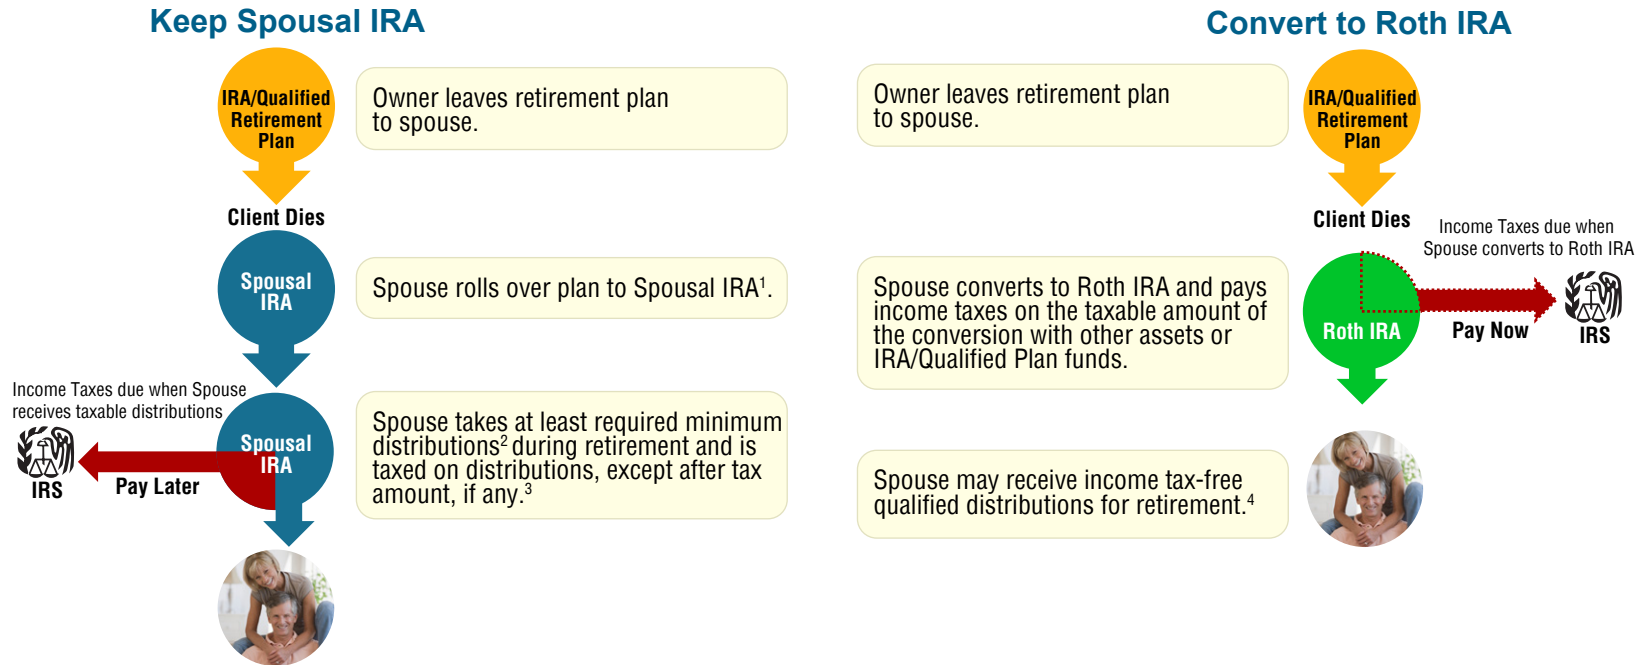 Keep Spousal IRA
IRA/Qualified
Retirement
Plan
Owner leaves retirement plan
to spouse.
Client Dies
Spousal
IRA
Spouse rolls over plan to Spousal IRA¹.
Income Taxes due when Spouse
receives taxable distributions
IRS
Pay Later
Spousal
IRA
Spouse takes at least required minimum
distributions² during retirement and is
taxed on distributions, except after tax
amount, if any.³
Convert to Roth IRA
Owner leaves retirement plan
to spouse.
IRA/Qualified
Retirement
Plan
Client Dies
Income Taxes due when
Spouse converts to Roth IRA
Spouse converts to Roth IRA and pays
income taxes on the taxable amount of
the conversion with other assets or
IRA/Qualified Plan funds.
Roth IRA
Pay Now
IRS
Spouse may receive income tax-free
qualified distributions for retirement.⁴